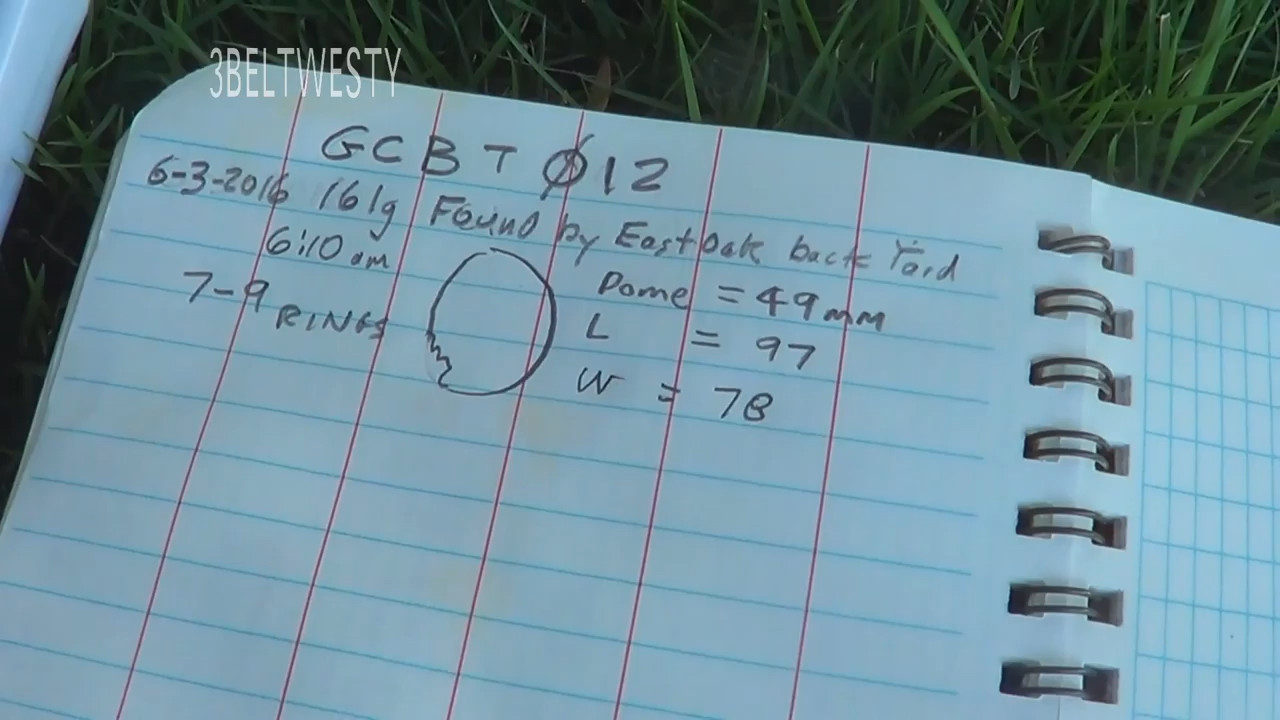 3BELTWESTY
GCBT Ø12
6-3-2016 161g Found by East Oak back Yard
6:10 am
7-9 RINGS
Dome = 49mm
L = 97
W = 78